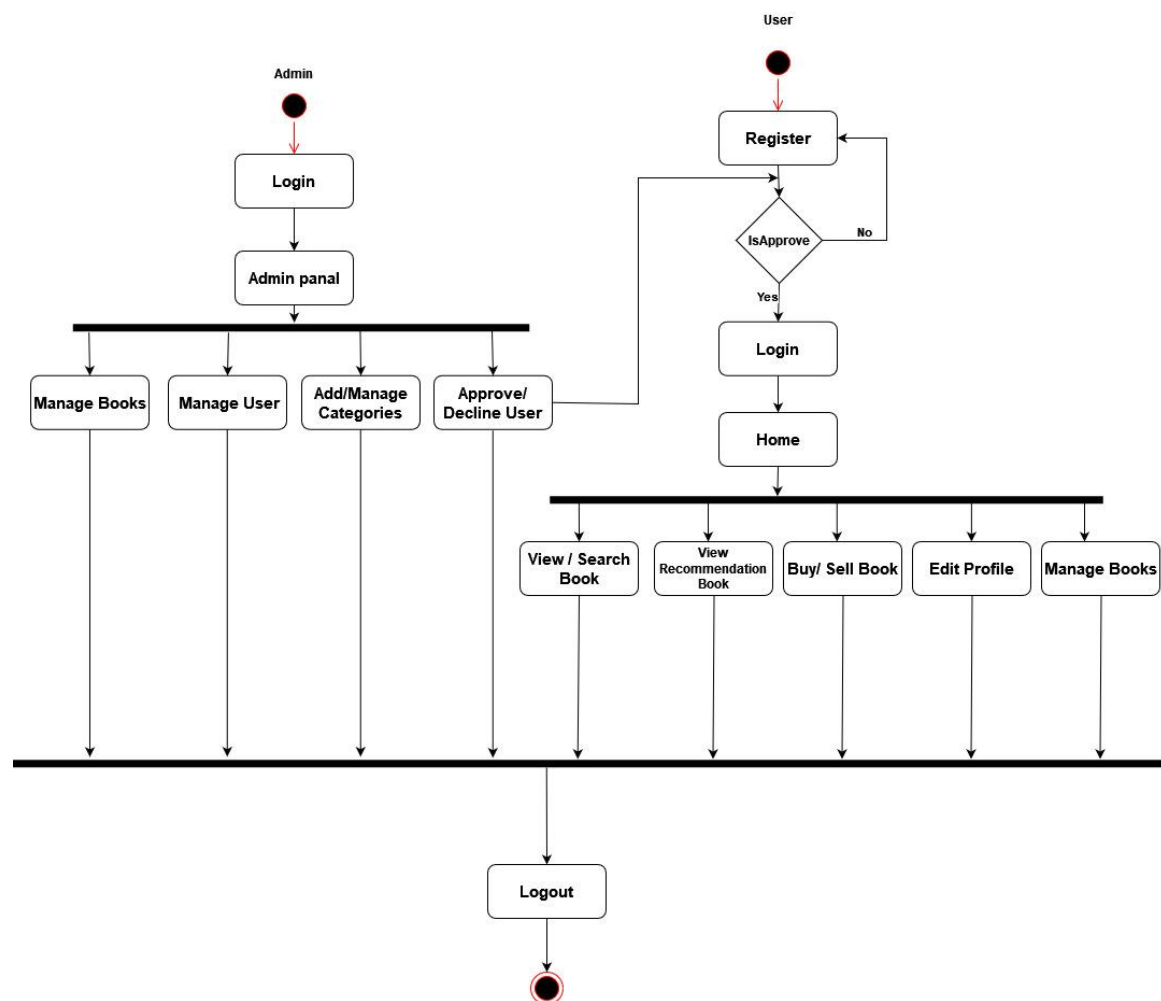 User
Admin
Register
Login
No
IsApprove
Admin panal
Yes
Login
Manage Books
Manage User
Add/Manage
Categories
Approve/
Decline User
Home
View / Search
Book
View
Recommendation
Book
Buy/ Sell Book
Edit Profile
Manage Books
Logout